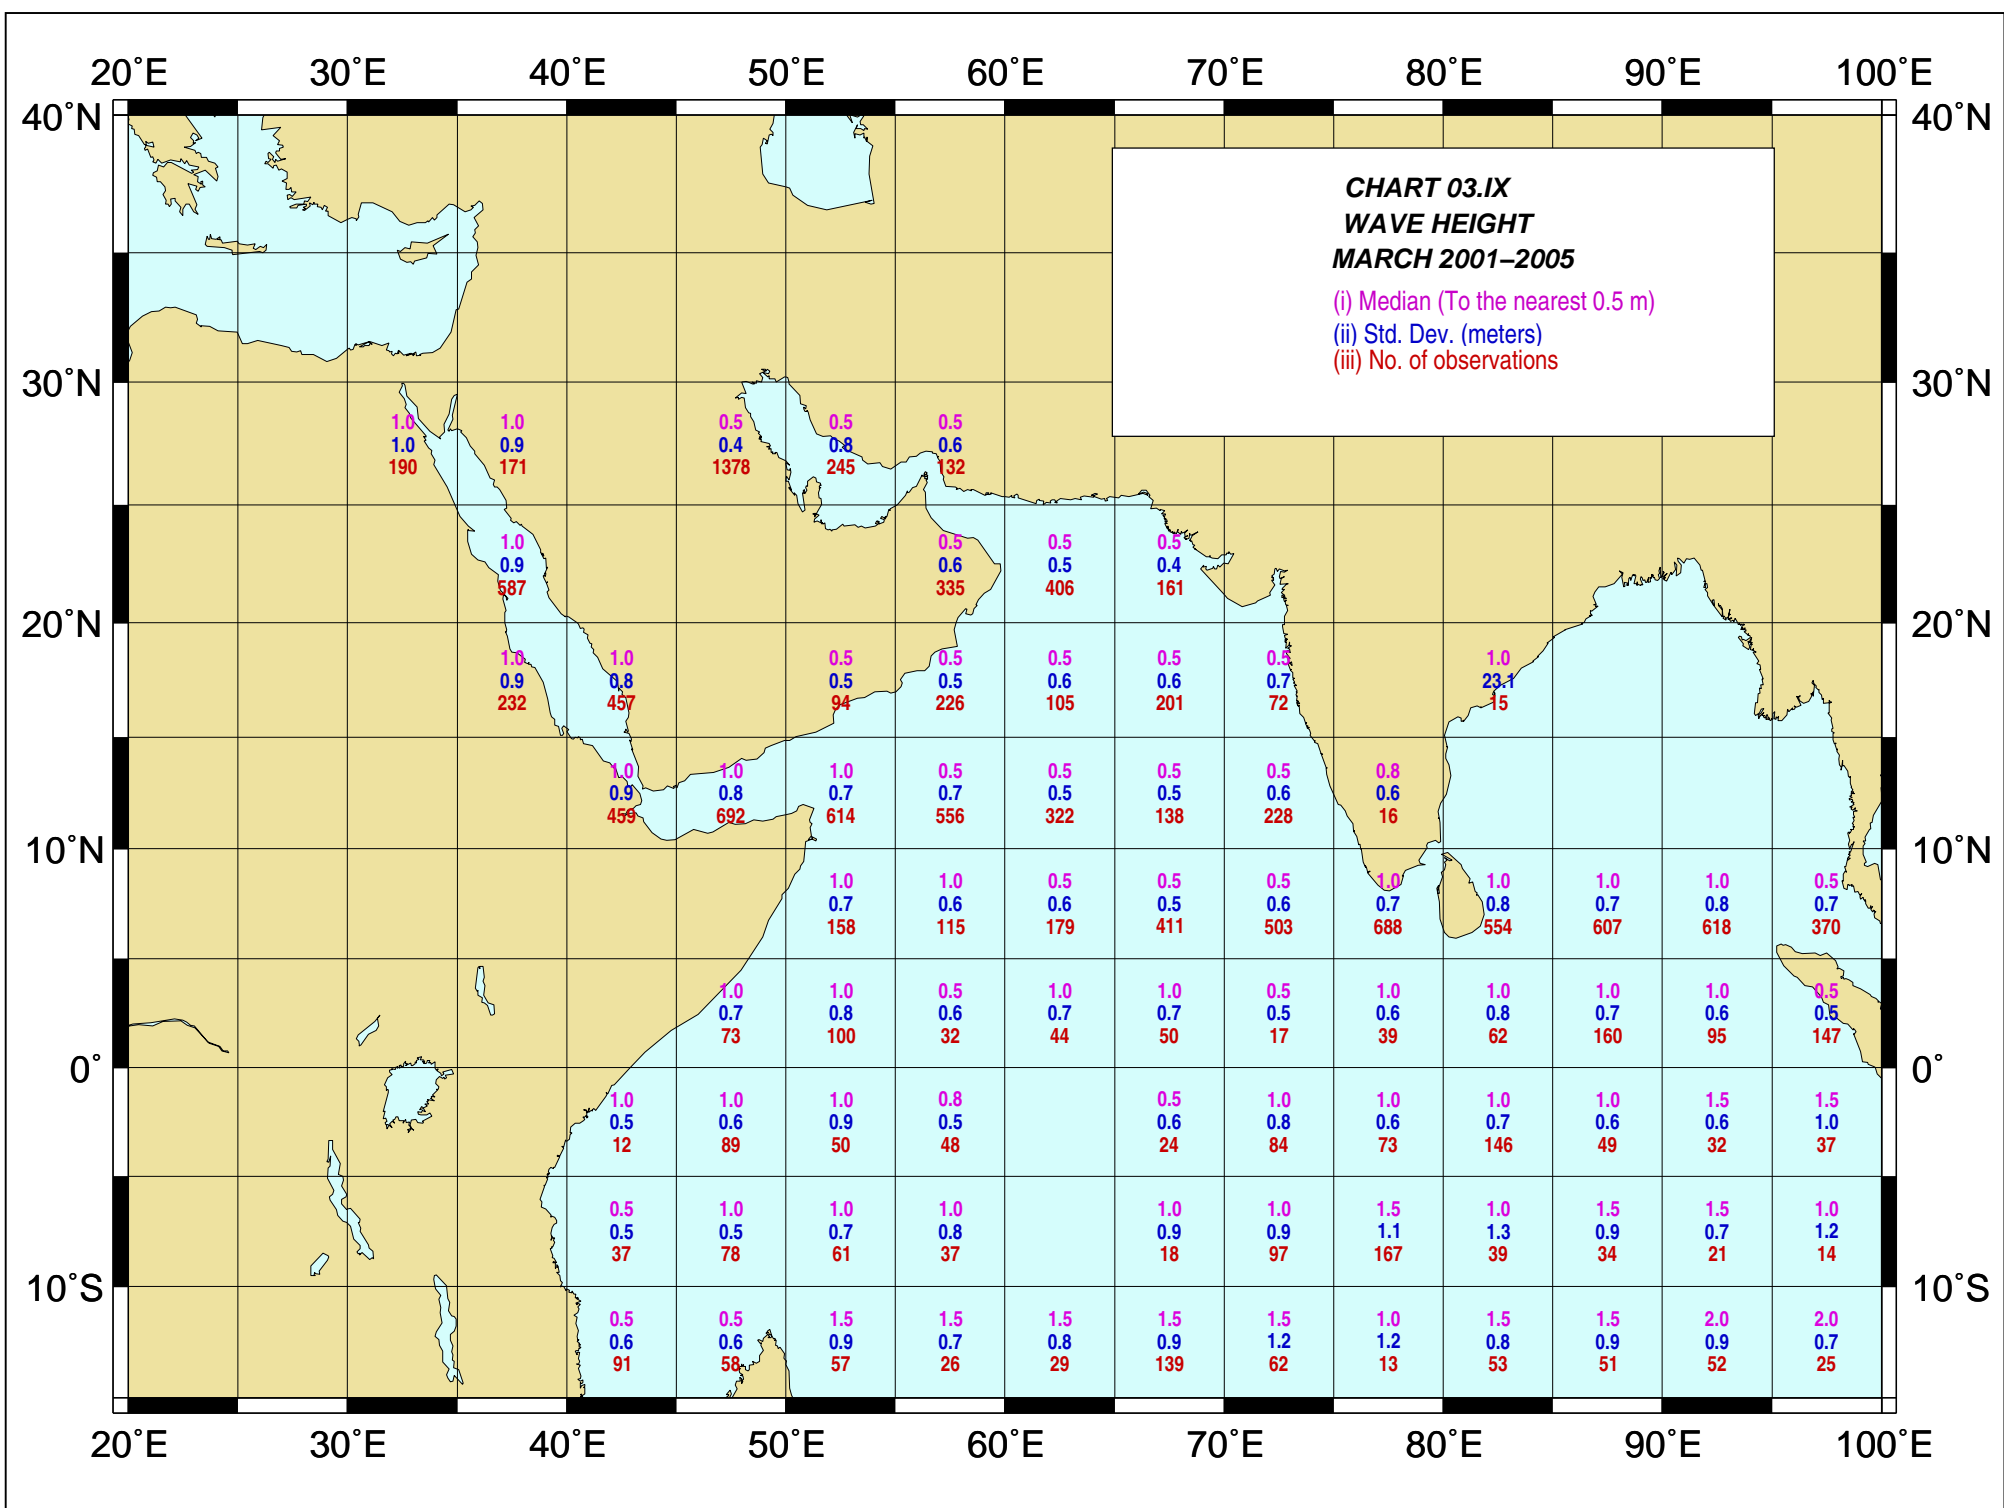 20°E 30°E 40°E 50°E 60°E 70°E 80°E 90°E 100°E
40°N 40°N
CHART 03.IX
WAVE HEIGHT
MARCH 2001–2005
(i) Median (To the nearest 0.5 m)
(ii) Std. Dev. (meters)
(iii) No. of observations
30°N 30°N
1.0 1.0 0.5 0.5 0.5
1.0 0.9 0.4 0.8 0.6
190 171 1378 245 132
1.0 0.5 0.5 0.5
0.9 0.6 0.5 0.4
587 335 406 161
20°N 20°N
1.0 1.0 0.5 0.5 0.5 0.5 0.5 1.0
0.9 0.8 0.5 0.5 0.6 0.6 0.7 23.1
232 457 94 226 105 201 72 15
1.0 1.0 1.0 0.5 0.5 0.5 0.5 0.8
0.9 0.8 0.7 0.7 0.5 0.5 0.6 0.6
459 692 614 556 322 138 228 16
10°N 10°N
1.0 1.0 0.5 0.5 0.5 1.0 1.0 1.0 1.0 0.5
0.7 0.6 0.6 0.5 0.6 0.7 0.8 0.7 0.8 0.7
158 115 179 411 503 688 554 607 618 370
1.0 1.0 0.5 1.0 1.0 0.5 1.0 1.0 1.0 1.0 0.5
0.7 0.8 0.6 0.7 0.7 0.5 0.6 0.8 0.7 0.6 0.5
73 100 32 44 50 17 39 62 160 95 147
0° 0°
1.0 1.0 1.0 0.8 0.5 1.0 1.0 1.0 1.0 1.5 1.5
0.5 0.6 0.9 0.5 0.6 0.8 0.6 0.7 0.6 0.6 1.0
12 89 50 48 24 84 73 146 49 32 37
0.5 1.0 1.0 1.0 1.0 1.0 1.5 1.0 1.5 1.5 1.0
0.5 0.5 0.7 0.8 0.9 0.9 1.1 1.3 0.9 0.7 1.2
37 78 61 37 18 97 167 39 34 21 14
10°S 10°S
0.5 0.5 1.5 1.5 1.5 1.5 1.5 1.0 1.5 1.5 2.0 2.0
0.6 0.6 0.9 0.7 0.8 0.9 1.2 1.2 0.8 0.9 0.9 0.7
91 58 57 26 29 139 62 13 53 51 52 25
20°E 30°E 40°E 50°E 60°E 70°E 80°E 90°E 100°E